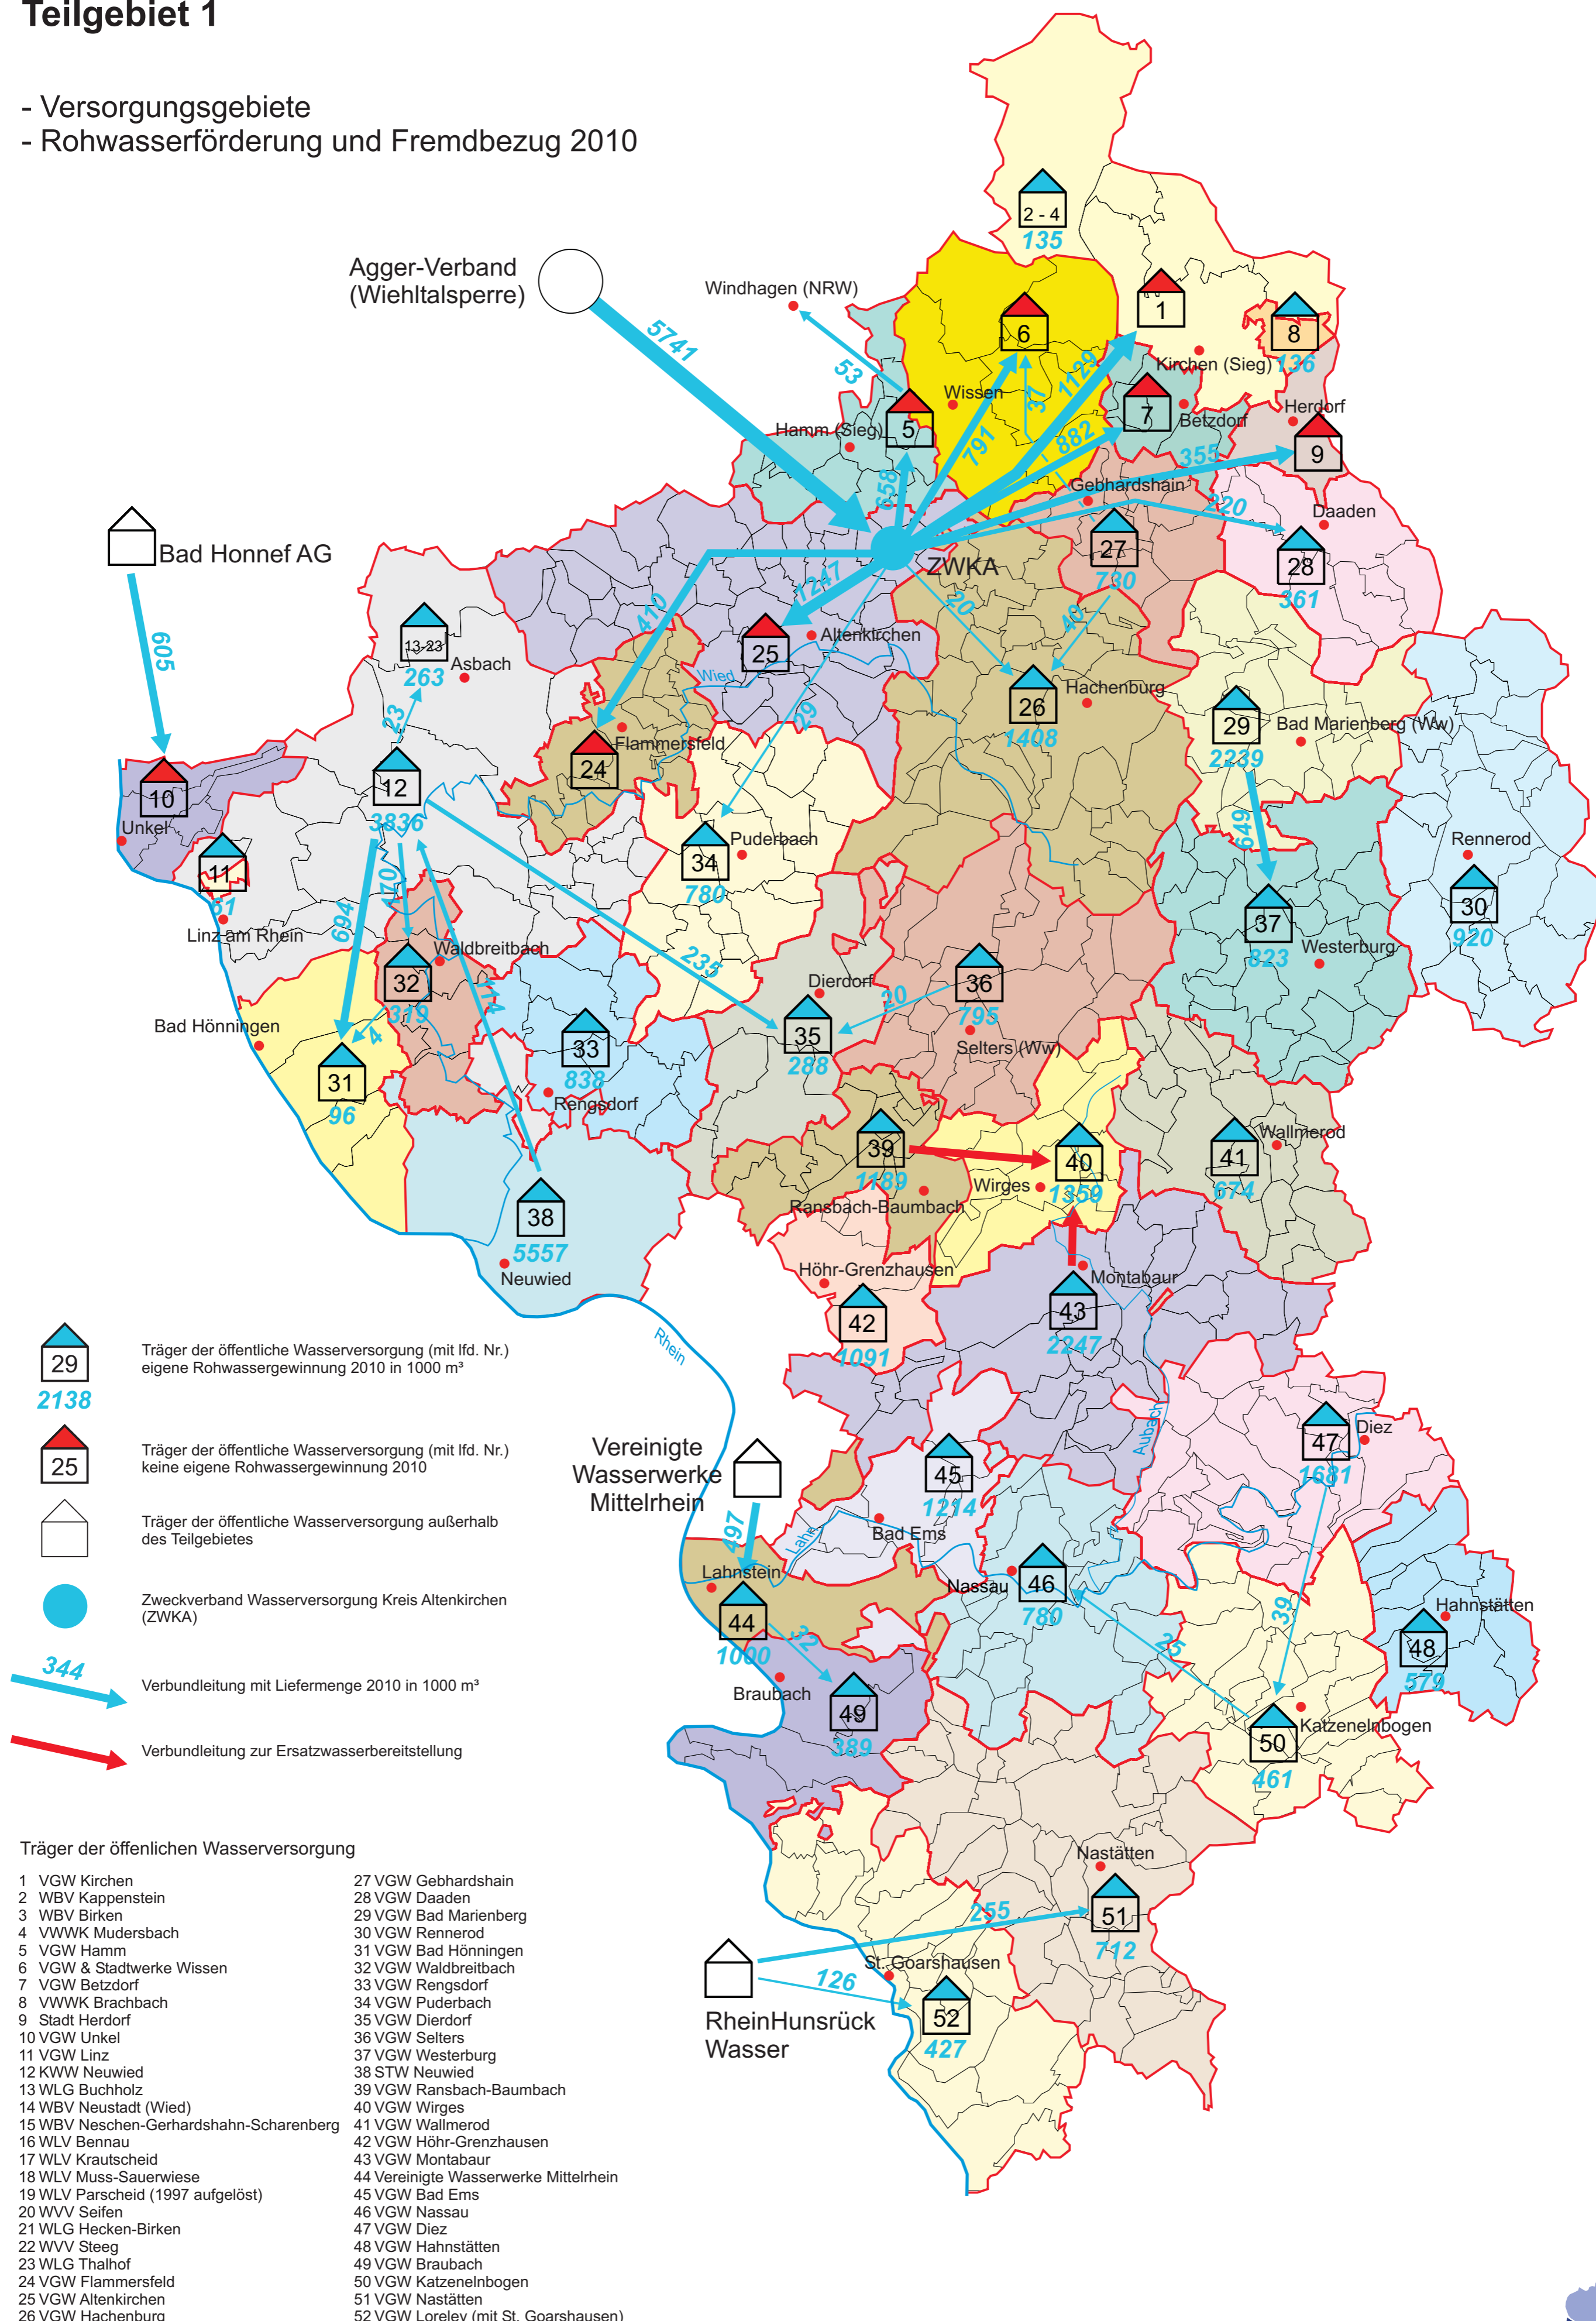 Teilgebiet 1
- Versorgungsgebiete
- Rohwasserförderung und Fremdbezug 2010
2 - 4
135
Agger-Verband
(Wiehltalsperre)
5741
Windhagen (NRW)
53
6
1
8
136
Kirchen (Sieg)
1129
37
Wissen
7
Betzdorf
Herdorf
5
Hamm (Sieg)
791
882
355
9
658
Gebhardshain
220
Daaden
Bad Honnef AG
27
730
28
361
ZWKA
1247
20
40
410
605
13-23
263
Asbach
25
Altenkirchen
Wied
26
1408
Hachenburg
29
2239
Bad Marienberg (Ww)
23
29
Flammersfeld
24
12
3836
10
Unkel
649
34
780
Puderbach
Rennerod
11
61
Linz am Rhein
30
920
694
170
37
823
Westerburg
Waldbreitbach
32
319
235
Dierdorf
20
36
795
Selters (Ww)
114
4
Bad Hönningen
31
96
33
838
Rengsdorf
35
288
39
1189
Ransbach-Baumbach
40
1359
Wirges
41
674
Wallmerod
38
5557
Neuwied
Höhr-Grenzhausen
42
1091
Montabaur
43
2247
Rhein
29
2138
Träger der öffentliche Wasserversorgung (mit lfd. Nr.)
eigene Rohwassergewinnung 2010 in 1000 m³
25
Träger der öffentliche Wasserversorgung (mit lfd. Nr.)
keine eigene Rohwassergewinnung 2010
Träger der öffentliche Wasserversorgung außerhalb
des Teilgebietes
Zweckverband Wasserversorgung Kreis Altenkirchen
(ZWKA)
344
Verbundleitung mit Liefermenge 2010 in 1000 m³
Verbundleitung zur Ersatzwasserbereitstellung
Aubach
47
1681
Diez
Vereinigte
Wasserwerke
Mittelrhein
497
45
1214
Bad Ems
Lahn
Lahnstein
44
1000
32
Nassau
46
780
39
25
Hahnstätten
48
579
Braubach
49
389
Katzenelnbogen
50
461
Nastätten
51
712
255
126
RheinHunsrück
Wasser
St. Goarshausen
52
427
Träger der öffenlichen Wasserversorgung
1 VGW Kirchen
2 WBV Kappenstein
3 WBV Birken
4 VWWK Mudersbach
5 VGW Hamm
6 VGW & Stadtwerke Wissen
7 VGW Betzdorf
8 VWWK Brachbach
9 Stadt Herdorf
10 VGW Unkel
11 VGW Linz
12 KWW Neuwied
13 WLG Buchholz
14 WBV Neustadt (Wied)
15 WBV Neschen-Gerhardshahn-Scharenberg
16 WLV Bennau
17 WLV Krautscheid
18 WLV Muss-Sauerwiese
19 WLV Parscheid (1997 aufgelöst)
20 WVV Seifen
21 WLG Hecken-Birken
22 WVV Steeg
23 WLG Thalhof
24 VGW Flammersfeld
25 VGW Altenkirchen
26 VGW Hachenburg
27 VGW Gebhardshain
28 VGW Daaden
29 VGW Bad Marienberg
30 VGW Rennerod
31 VGW Bad Hönningen
32 VGW Waldbreitbach
33 VGW Rengsdorf
34 VGW Puderbach
35 VGW Dierdorf
36 VGW Selters
37 VGW Westerburg
38 STW Neuwied
39 VGW Ransbach-Baumbach
40 VGW Wirges
41 VGW Wallmerod
42 VGW Höhr-Grenzhausen
43 VGW Montabaur
44 Vereinigte Wasserwerke Mittelrhein
45 VGW Bad Ems
46 VGW Nassau
47 VGW Diez
48 VGW Hahnstätten
49 VGW Braubach
50 VGW Katzenelnbogen
51 VGW Nastätten
52 VGW Loreley (mit St. Goarshausen)